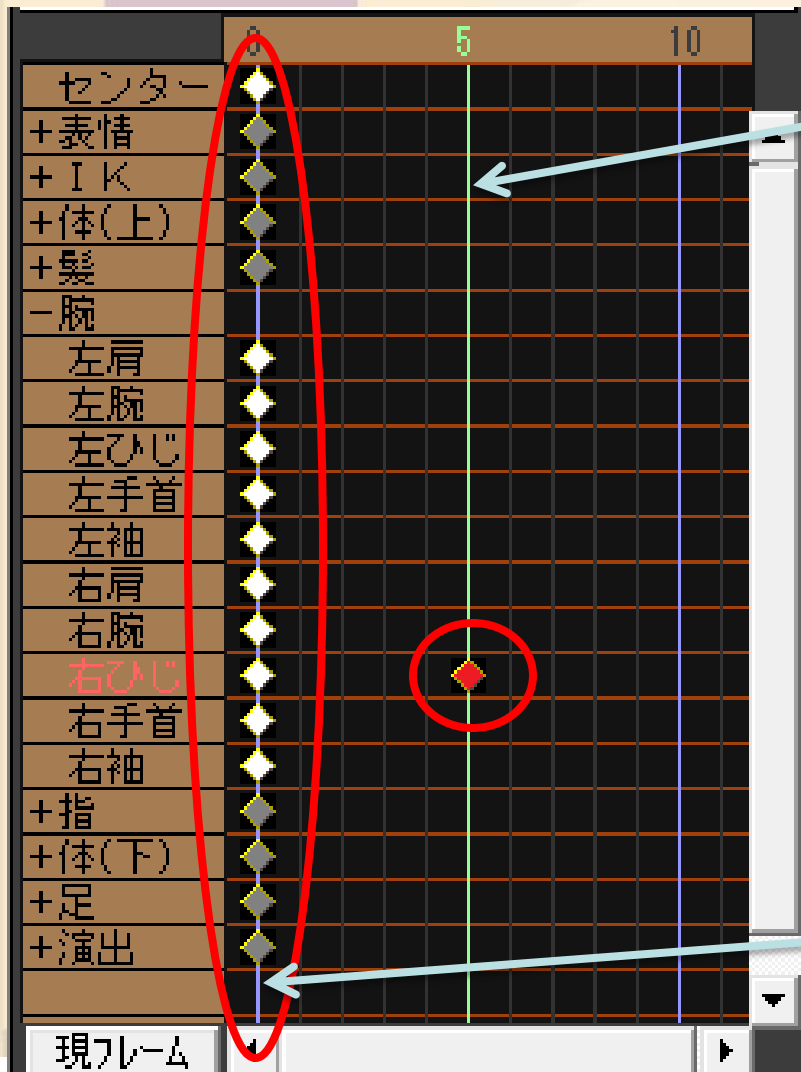 0 5 10
センター
+表情
+ＩＫ
+体(上)
+髪
-腕
左肩
左腕
左ひじ
左手首
左袖
右肩
右腕
右ひじ
右手首
右袖
+指
+体(下)
+足
+演出
現フレーム